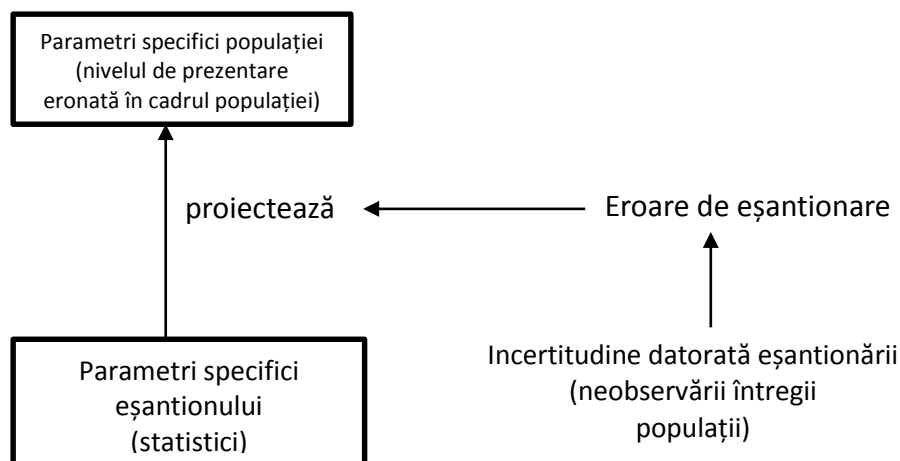 Parametri specifici populației
(nivelul de prezentare
eronată în cadrul populației)
proiectează
Eroare de eșantionare
Parametri specifici
eșantionului
(statistici)
Incertitudine datorată eșantionării
(neobservării întregii
populații)